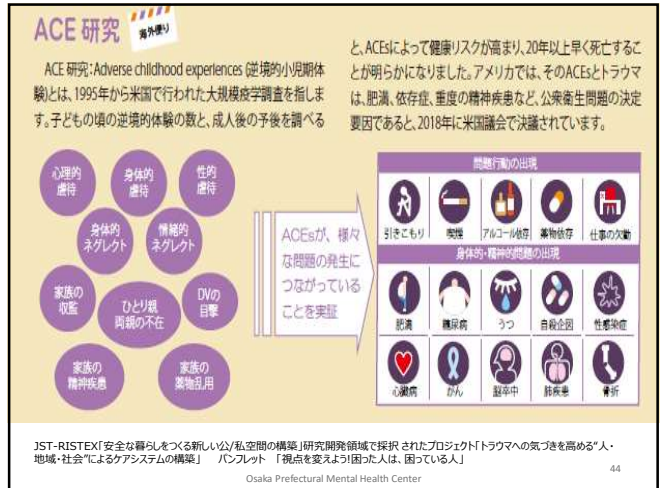 ACE 研究
海外便り
ACE 研究：Adverse childhood experiences (逆境的小児期体
験)とは、1995年から米国で行われた大規模疫学調査を指しま
す。子どもの頃の逆境的体験の数と、成人後の予後を調べる
と、ACEsによって健康リスクが高まり、20年以上早く死亡するこ
とが明らかになりました。アメリカでは、そのACEsとトラウマ
は、肥満、依存症、重度の精神疾患など、公衆衛生問題の決定
要因であると、2018年に米国議会で決議されています。
心理的
虐待
身体的
虐待
性的
虐待
身体的
ネグレクト
情緒的
ネグレクト
家族の
収監
ひとり親
両親の不在
DVの
目撃
家族の
精神疾患
家族の
薬物乱用
ACEsが、様々
な問題の発生に
つながっている
ことを実証
問題行動の出現
引きこもり
喫煙
アルコール依存
薬物依存
仕事の欠勤
身体的・精神的問題の出現
肥満
糖尿病
うつ
自殺企図
性感染症
心臓病
がん
脳卒中
肺疾患
骨折
JST-RISTEX「安全な暮らしをつくる新しい公/私空間の構築」研究開発領域で採択 されたプロジェクト「トラウマへの気づきを高める“人・
地域・社会”によるケアシステムの構築」 パンフレット 「視点を変えよう!困った人は、困っている人」
Osaka Prefectural Mental Health Center
44